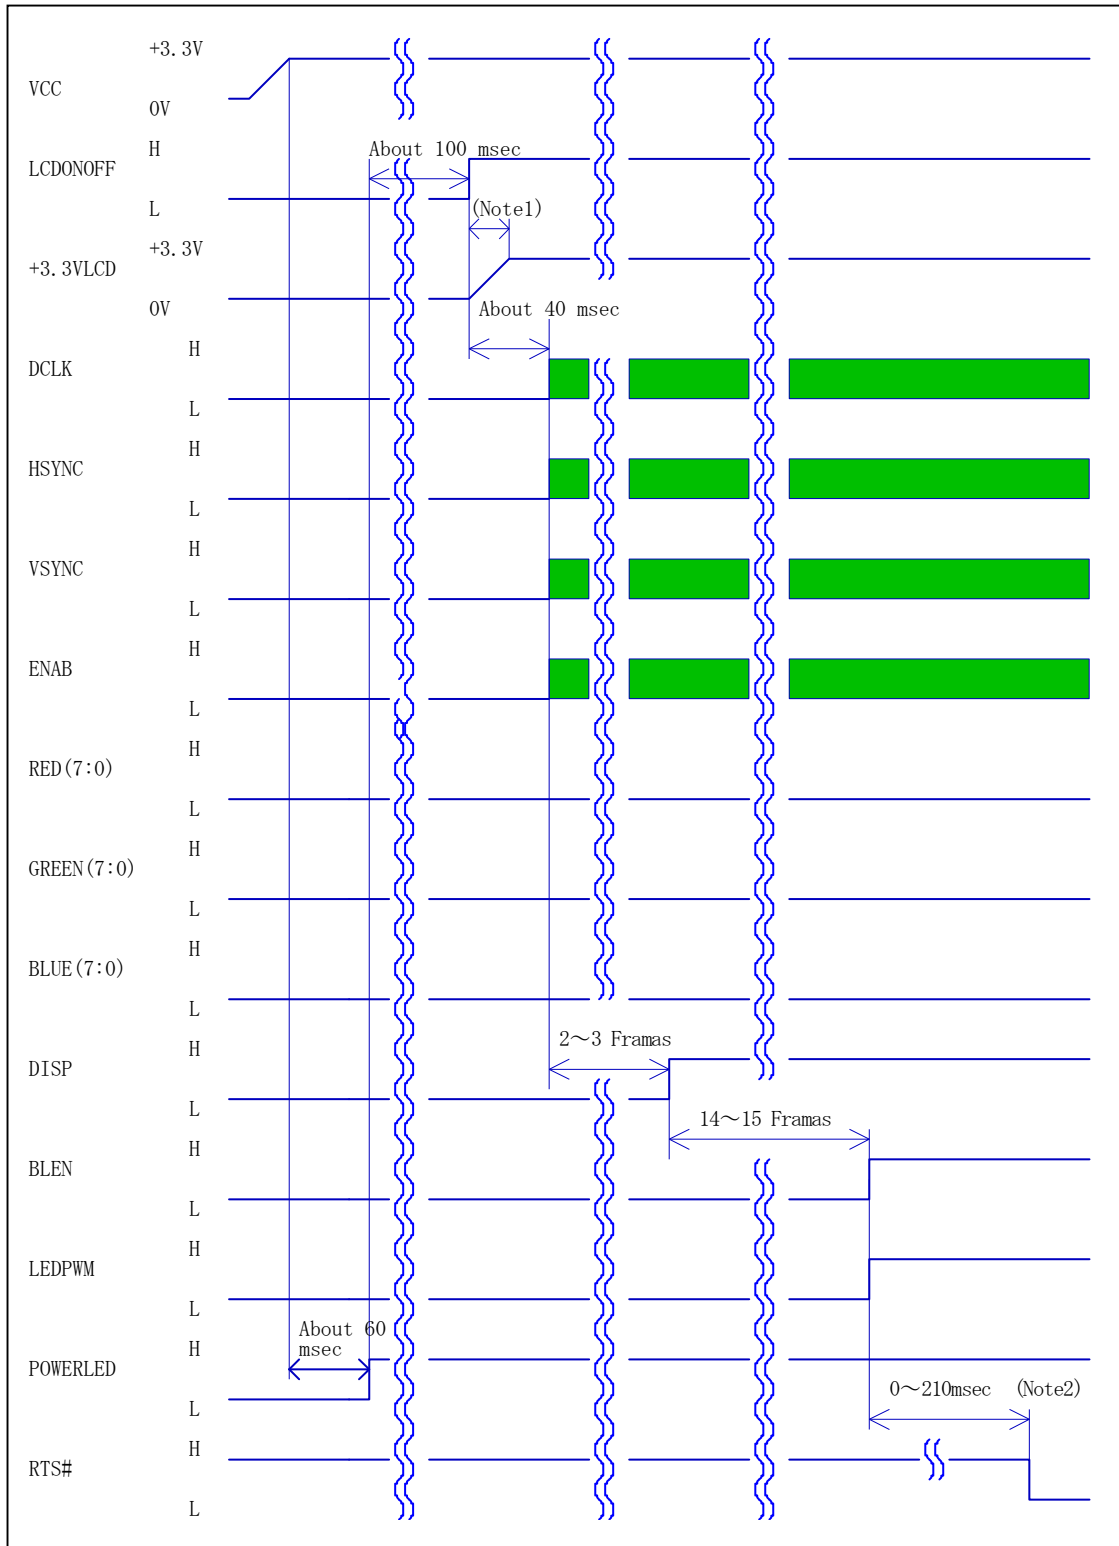 +3.3V
VCC
0V
H
About 100 msec
LCDONOFF
L
(Note1)
+3.3V
+3.3VLCD
0V
About 40 msec
H
DCLK
L
H
HSYNC
L
H
VSYNC
L
H
ENAB
L
H
RED(7:0)
L
H
GREEN(7:0)
L
H
BLUE(7:0)
L
2～3 Framas
H
DISP
L
14～15 Framas
H
BLEN
L
H
LEDPWM
L
About 60
msec
H
POWERLED
L
0～210msec (Note2)
H
RTS#
L